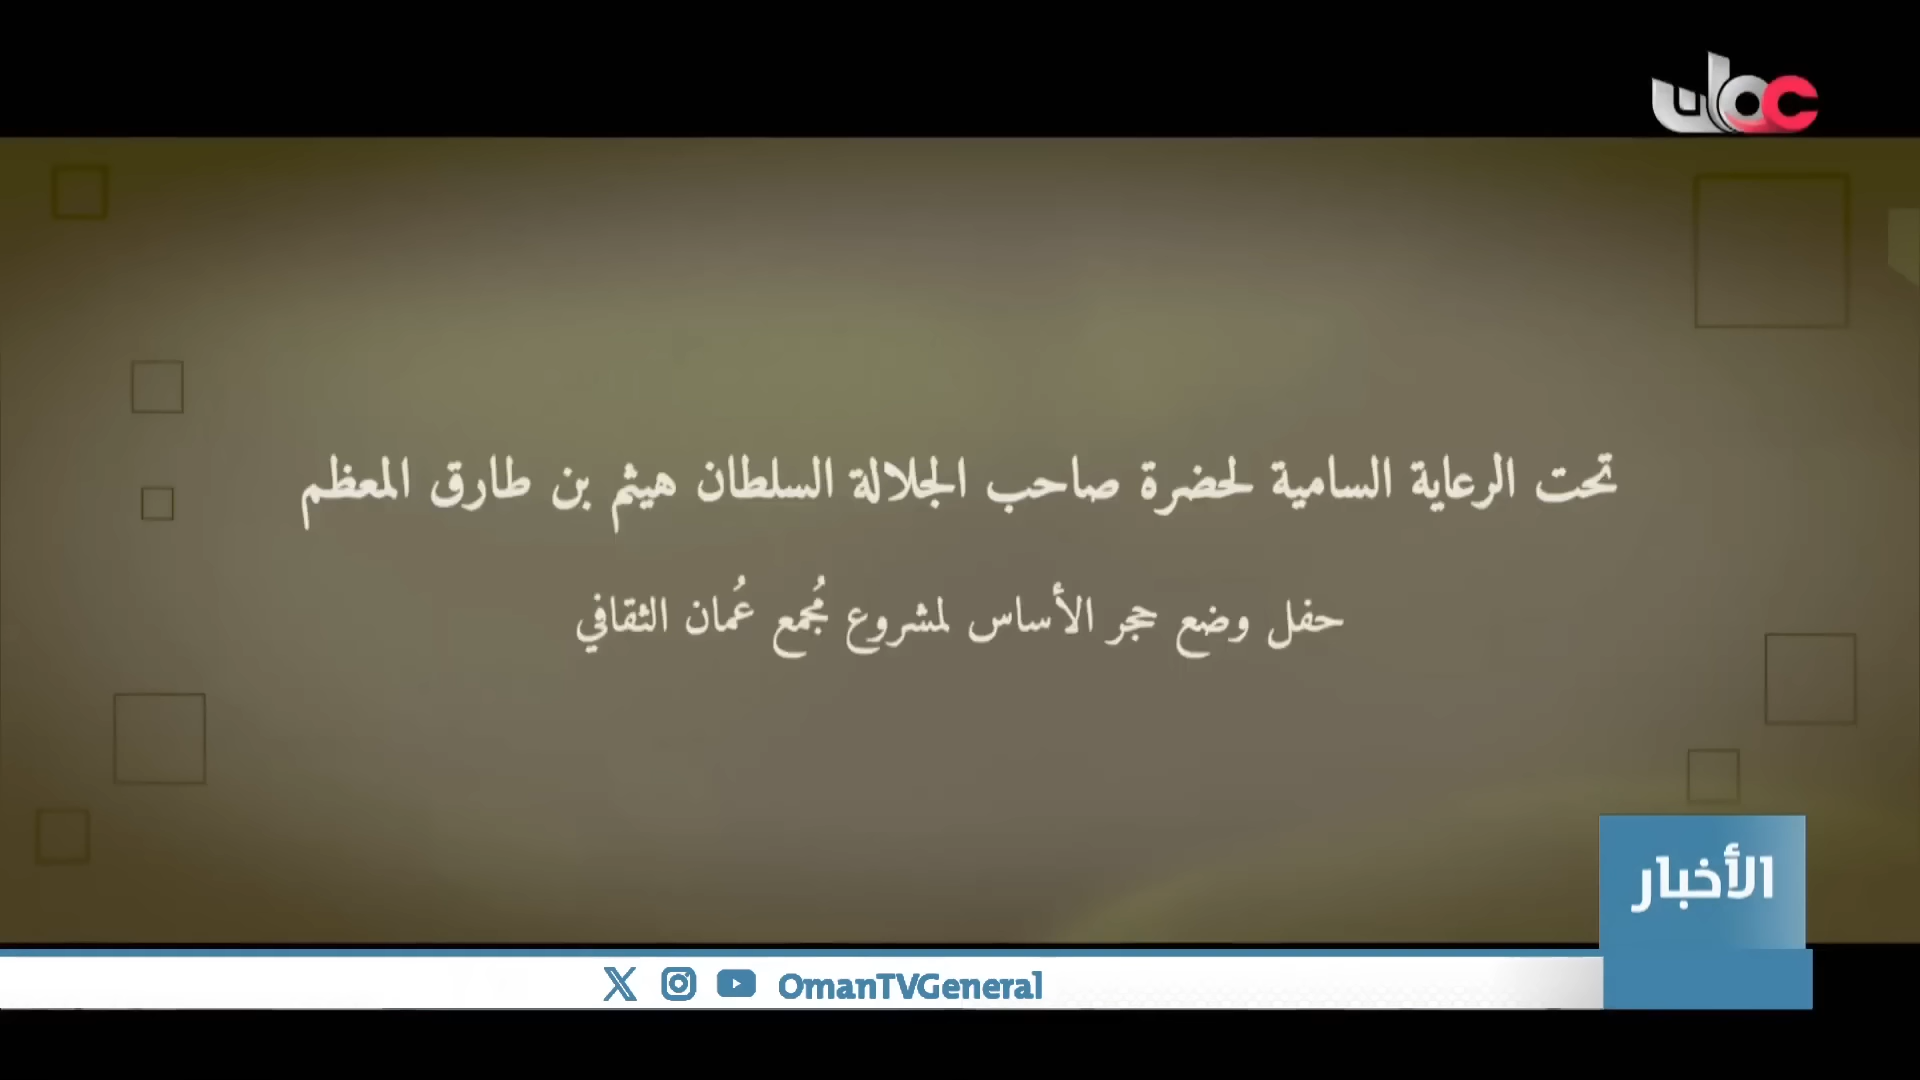 عمان
تحت الرعاية السامية لحضرة صاحب الجلالة السلطان هيثم بن طارق المعظم
حفل وضع حجر الأساس لمشروع مُجمع عُمان الثقافي
الأخبار
OmanTVGeneral